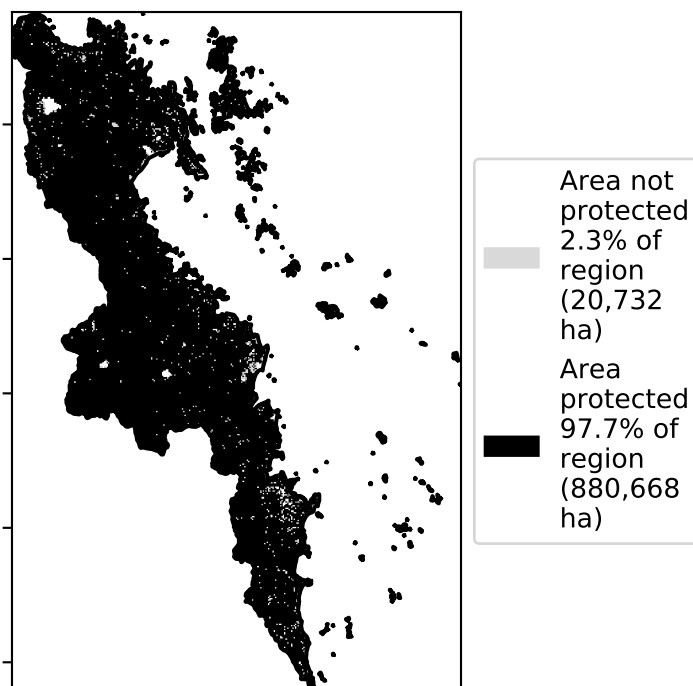 Area not
protected
2.3% of
region
(20,732
ha)
Area
protected
97.7% of
region
(880,668
ha)